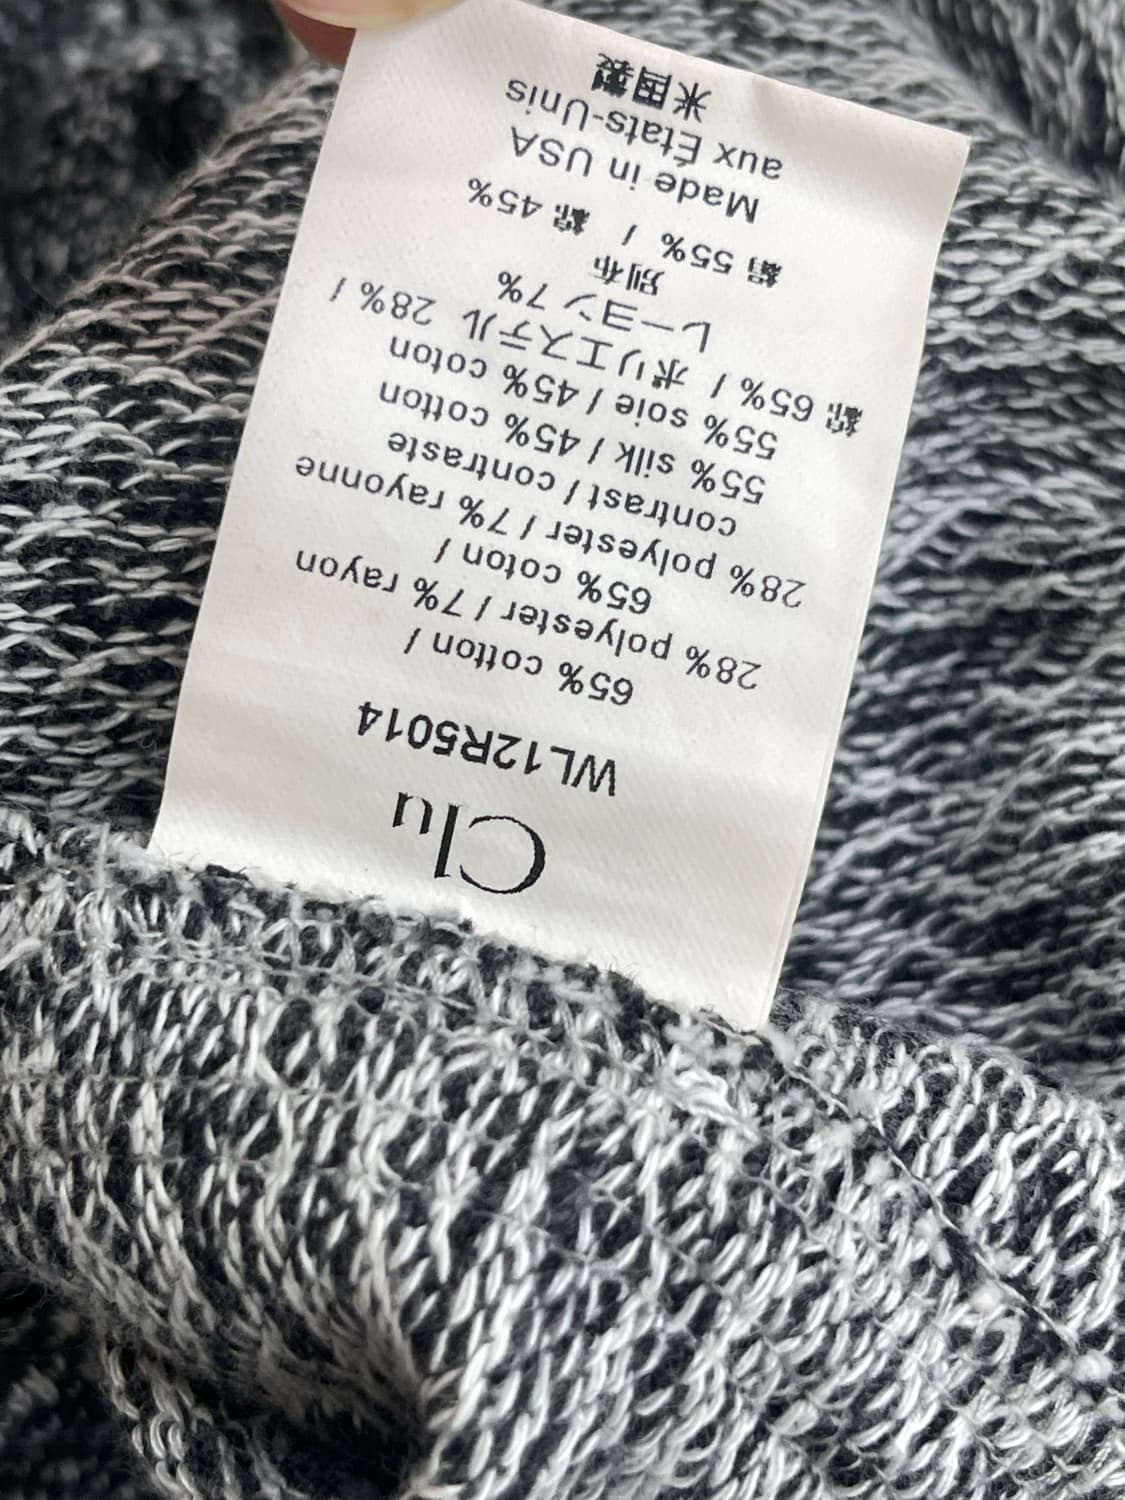 Clu
WL12R5014
65% cotton /
28% polyester / 7% rayon
65% coton /
28% polyester / 7% rayonne
contrast / contraste
55% silk / 45% cotton
55% soie / 45% coton
綿 65% / ポリエステル 28% /
レーヨン 7%
別布
絹 55% / 綿 45%
Made in USA
aux États-Unis
米国製